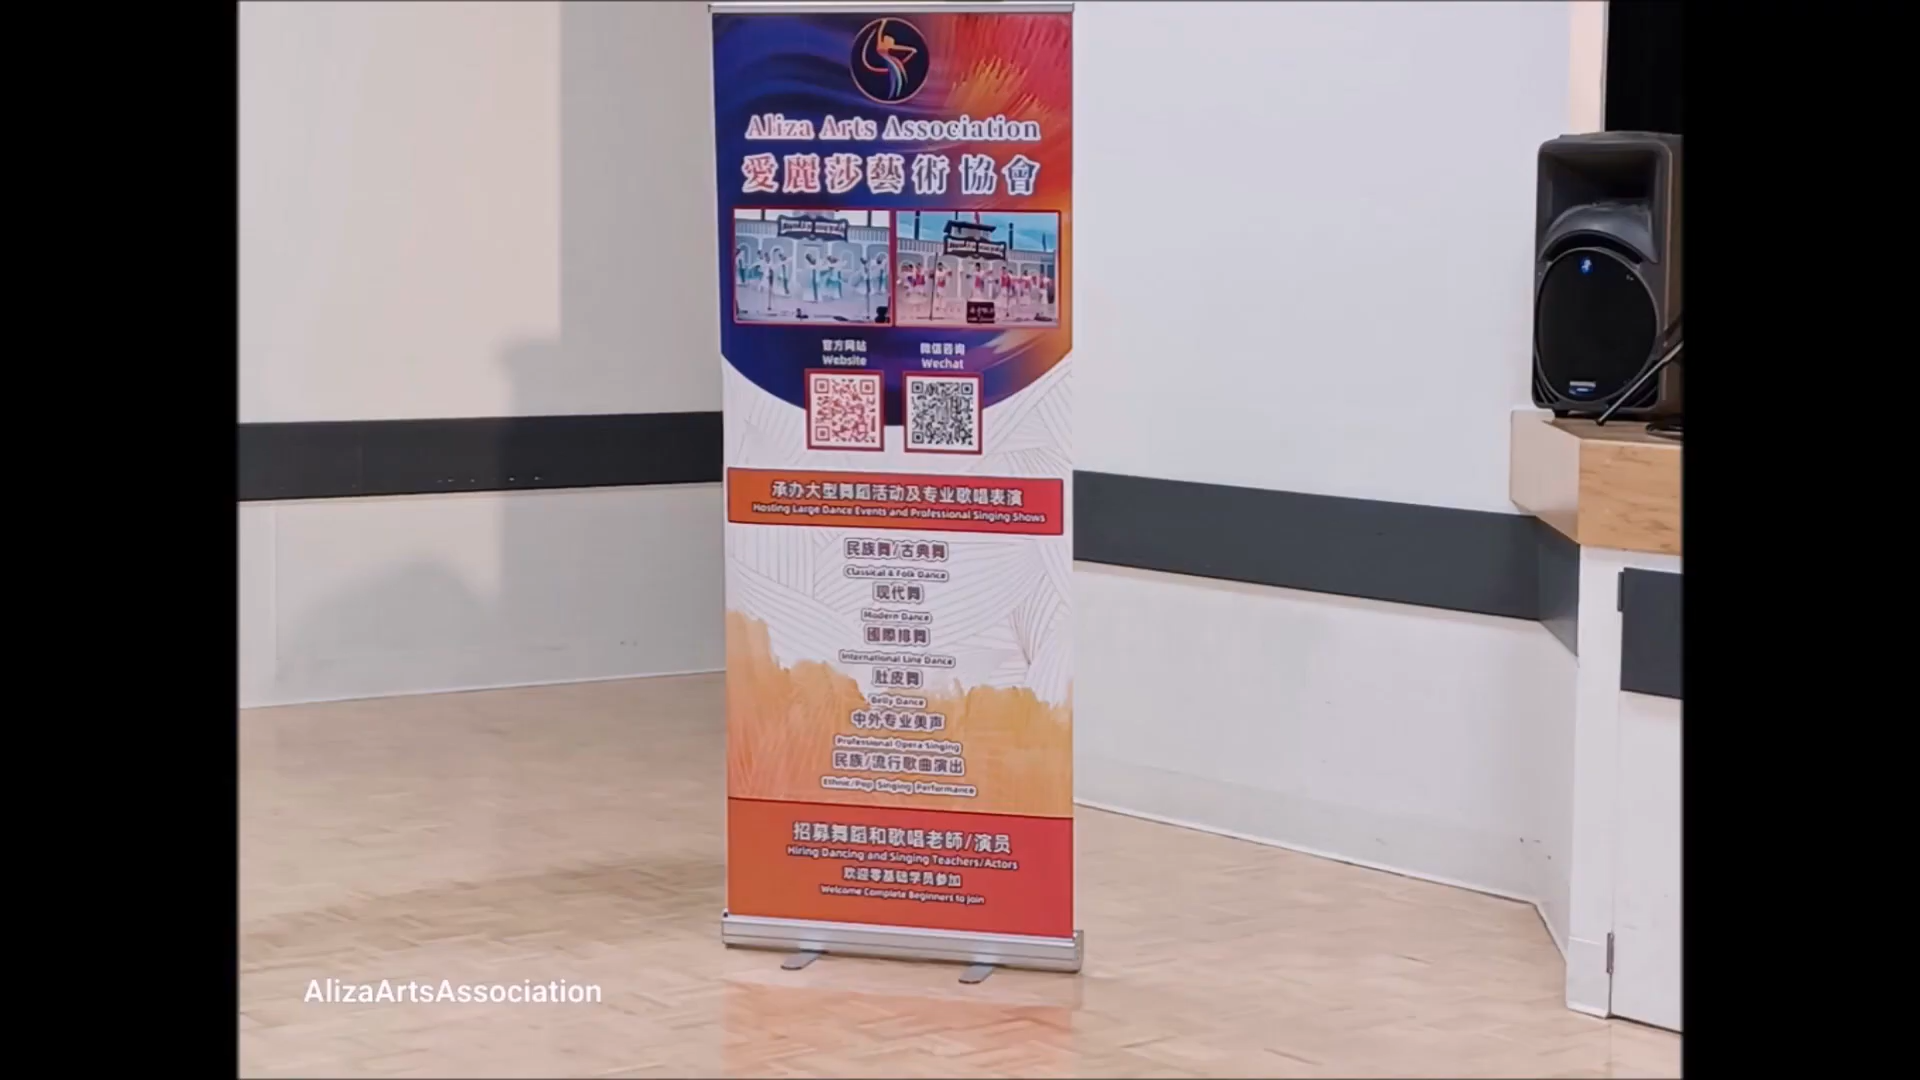 Aliza Arts Association
愛麗莎藝術協會
官方网站
Website
微信咨询
Wechat
承办大型舞蹈活动及专业歌唱表演
Hosting Large Dance Events and Professional Singing Shows
民族舞/古典舞
Classical & Folk Dance
现代舞
Modern Dance
國際排舞
International Line Dance
肚皮舞
Belly Dance
中外专业美声
Professional Opera Singing
民族/流行歌曲演出
Ethnic/Pop Singing Performance
招募舞蹈和歌唱老師/演员
Hiring Dancing and Singing Teachers/Actors
欢迎零基础学员参加
Welcome Complete Beginners to Join
AlizaArtsAssociation